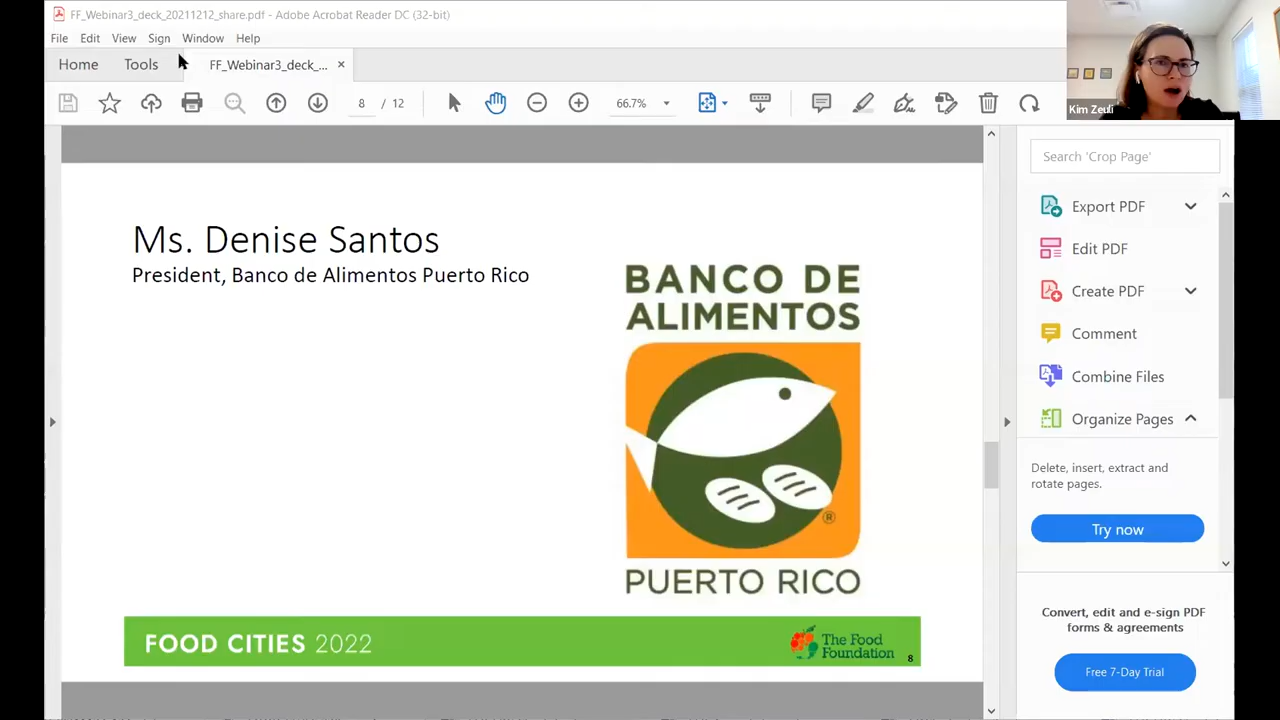 FF_Webinar3_deck_20211212_share.pdf - Adobe Acrobat Reader DC (32-bit)
File Edit View Sign Window Help
Home Tools FF_Webinar3_deck_... ×
8 / 12 66.7%
Kim Zeuli
Search 'Crop Page'
Export PDF
Edit PDF
Create PDF
Comment
Combine Files
Organize Pages
Delete, insert, extract and
rotate pages.
Try now
Convert, edit and e-sign PDF
forms & agreements
Free 7-Day Trial
Ms. Denise Santos
President, Banco de Alimentos Puerto Rico
BANCO DE
ALIMENTOS
®
PUERTO RICO
FOOD CITIES 2022
The Food
Foundation
8